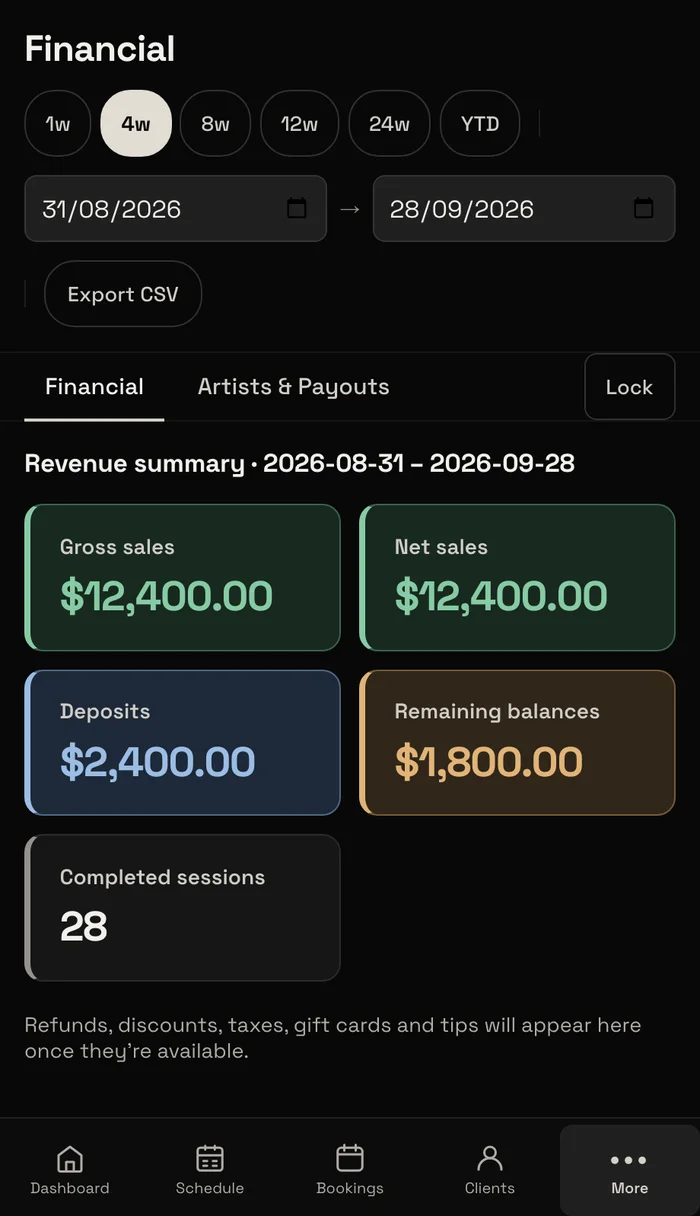 Financial
1w 4w 8w 12w 24w YTD
31/08/2026 → 28/09/2026
Export CSV
Financial Artists & Payouts Lock
Revenue summary · 2026-08-31 – 2026-09-28
Gross sales Net sales
$12,400.00 $12,400.00
Deposits Remaining balances
$2,400.00 $1,800.00
Completed sessions
28
Refunds, discounts, taxes, gift cards and tips will appear here
once they're available.
Dashboard Schedule Bookings Clients More